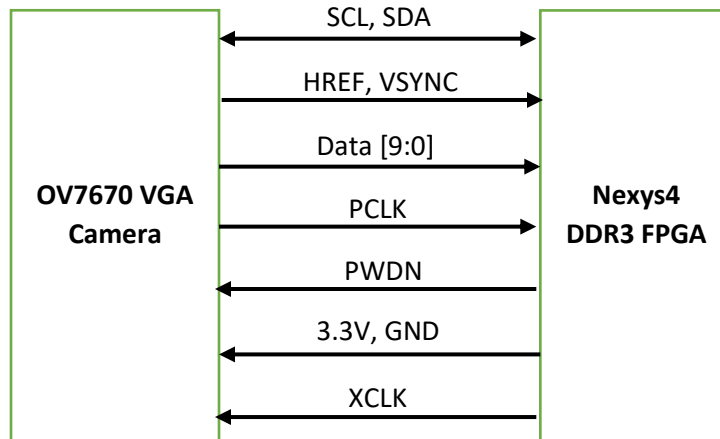 SCL, SDA
HREF, VSYNC
Data [9:0]
OV7670 VGA
Camera
PCLK
Nexys4
DDR3 FPGA
PWDN
3.3V, GND
XCLK